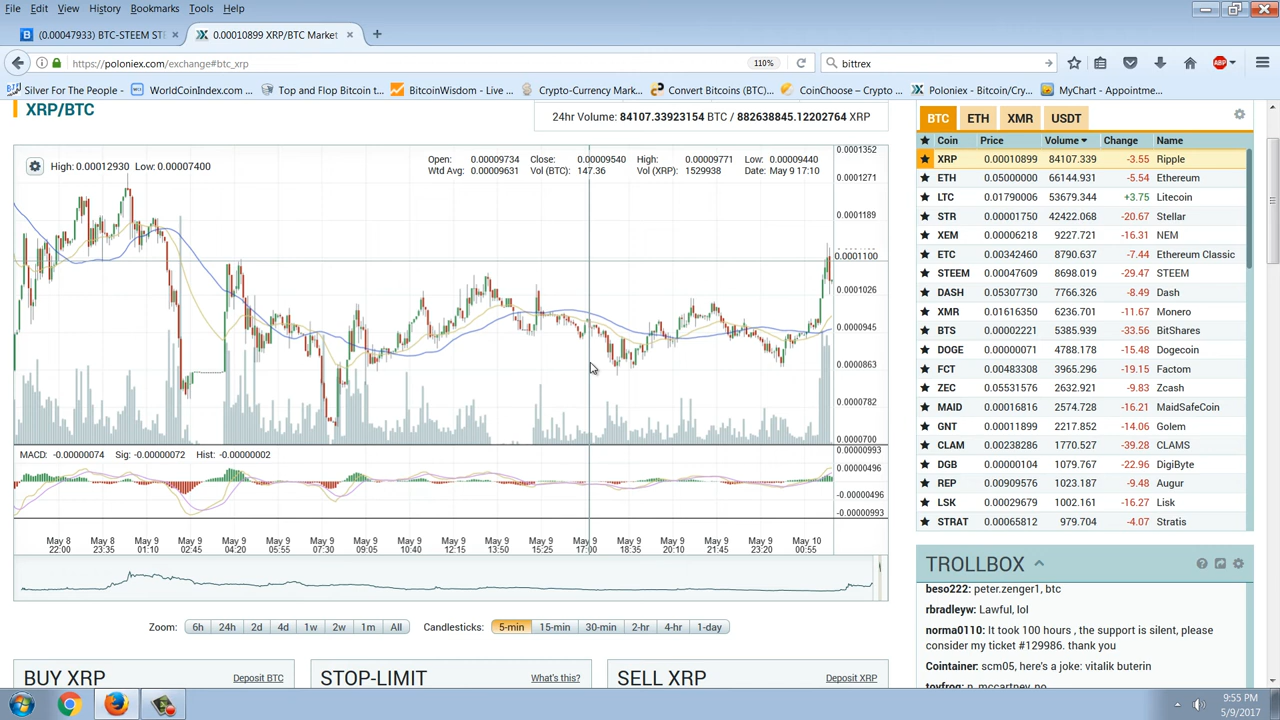 File Edit View History Bookmarks Tools Help
B (0.00047933) BTC-STEEM STE × 0.00010899 XRP/BTC Market × +
https://poloniex.com/exchange#btc_xrp 110% bittrex ABP
Silver For The People - WorldCoinIndex.com Top and Flop Bitcoin t... BitcoinWisdom - Live ... Crypto-Currency Mark... Convert Bitcoins (BTC)... CoinChoose – Crypto ... Poloniex - Bitcoin/Cry... MyChart - Appointme...
XRP/BTC
24hr Volume: 84107.33923154 BTC / 882638845.12202764 XRP
High: 0.00012930 Low: 0.00007400
Open: 0.00009734 Close: 0.00009540 High: 0.00009771 Low: 0.00009440
Wtd Avg: 0.00009631 Vol (BTC): 147.36 Vol (XRP): 1529938 Date: May 9 17:10
0.0001352
0.0001271
0.0001189
0.0001100
0.0001026
0.0000945
0.0000863
0.0000782
0.0000700
MACD: -0.00000074 Sig: -0.00000072 Hist: -0.00000002
0.00000993
0.00000496
-0.00000496
-0.00000993
May 8 May 8 May 9 May 9 May 9 May 9 May 9 May 9 May 9 May 9 May 9 May 9 May 9 May 9 May 9 May 9 May 9 May 10
22:00 23:35 01:10 02:45 04:20 05:55 07:30 09:05 10:40 12:15 13:50 15:25 17:00 18:35 20:10 21:45 23:20 00:55
Zoom: 6h 24h 2d 4d 1w 2w 1m All Candlesticks: 5-min 15-min 30-min 2-hr 4-hr 1-day
BUY XRP Deposit BTC STOP-LIMIT What's this? SELL XRP Deposit XRP
BTC ETH XMR USDT
Coin Price Volume Change Name
XRP 0.00010899 84107.339 -3.55 Ripple
ETH 0.05000000 66144.931 -5.54 Ethereum
LTC 0.01790006 53679.344 +3.75 Litecoin
STR 0.00001750 42422.068 -20.67 Stellar
XEM 0.00006218 9227.721 -16.31 NEM
ETC 0.00342460 8790.637 -7.44 Ethereum Classic
STEEM 0.00047609 8698.019 -29.47 STEEM
DASH 0.05307730 7766.326 -8.49 Dash
XMR 0.01616350 6236.701 -11.67 Monero
BTS 0.00002221 5385.939 -33.56 BitShares
DOGE 0.00000071 4788.178 -15.48 Dogecoin
FCT 0.00483308 3965.296 -19.15 Factom
ZEC 0.05531576 2632.921 -9.83 Zcash
MAID 0.00016816 2574.728 -16.21 MaidSafeCoin
GNT 0.00011899 2217.852 -14.06 Golem
CLAM 0.00238286 1770.527 -39.28 CLAMS
DGB 0.00000104 1079.767 -22.96 DigiByte
REP 0.00909576 1023.187 -9.48 Augur
LSK 0.00029679 1002.161 -16.27 Lisk
STRAT 0.00065812 979.704 -4.07 Stratis
TROLLBOX
beso222: peter.zenger1, btc
rbradleyw: Lawful, lol
norma0110: It took 100 hours , the support is silent, please
consider my ticket #129986. thank you
Cointainer: scm05, here's a joke: vitalik buterin
9:55 PM
5/9/2017